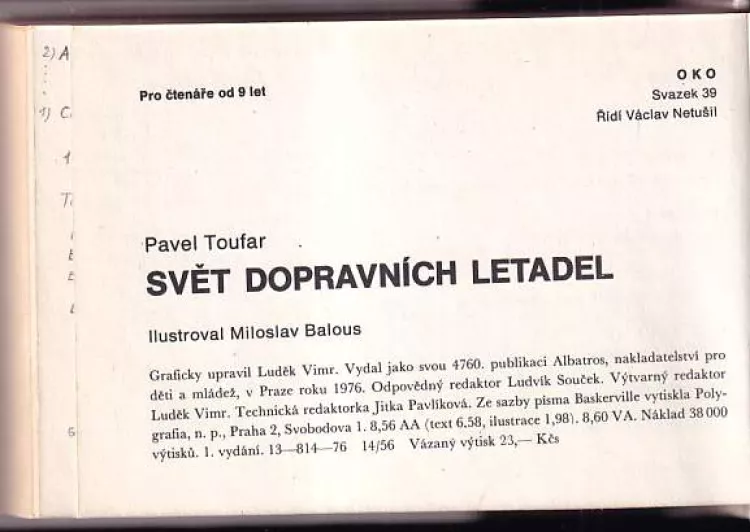 2) A
1) C
1
Pro čtenáře od 9 let
OKO
Svazek 39
Řídí Václav Netušil
Pavel Toufar
SVĚT DOPRAVNÍCH LETADEL
Ilustroval Miloslav Balous
Graficky upravil Luděk Vimr. Vydal jako svou 4760. publikaci Albatros, nakladatelství pro
děti a mládež, v Praze roku 1976. Odpovědný redaktor Ludvík Souček. Výtvarný redaktor
Luděk Vimr. Technická redaktorka Jitka Pavlíková. Ze sazby písma Baskerville vytiskla Poly-
grafia, n. p., Praha 2, Svobodova 1. 8,56 AA (text 6,58, ilustrace 1,98). 8,60 VA. Náklad 38 000
výtisků. 1. vydání. 13—814—76 14/56 Vázaný výtisk 23,— Kčs